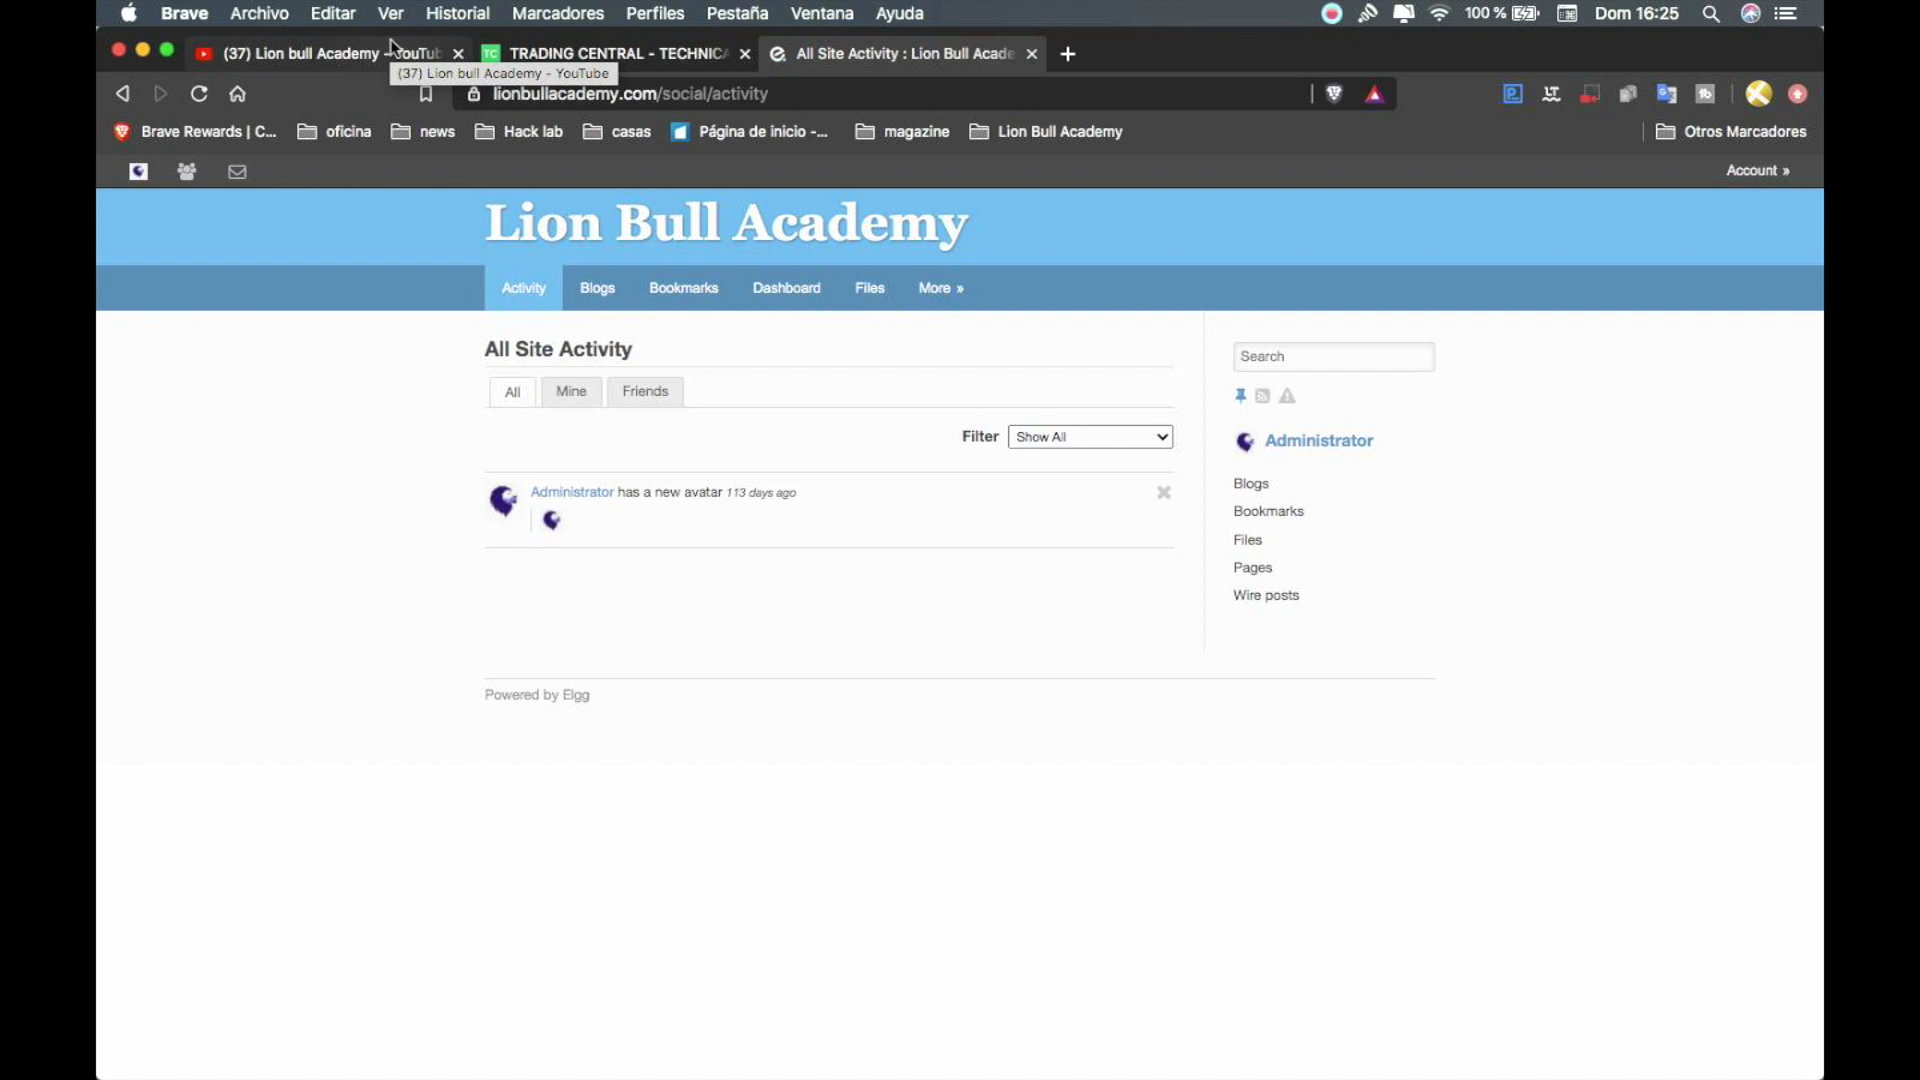 Brave Archivo Editar Ver Historial Marcadores Perfiles Pestaña Ventana Ayuda 100 % Dom 16:25
(37) Lion bull Academy - YouTub TRADING CENTRAL - TECHNICA All Site Activity : Lion Bull Acade
(37) Lion bull Academy - YouTube
lionbullacademy.com/social/activity
Brave Rewards | C... oficina news Hack lab casas Página de inicio -... magazine Lion Bull Academy Otros Marcadores
Account »
Lion Bull Academy
Activity Blogs Bookmarks Dashboard Files More »
All Site Activity
Search
All Mine Friends
Filter Show All
Administrator
Administrator has a new avatar 113 days ago
Blogs
Bookmarks
Files
Pages
Wire posts
Powered by Elgg